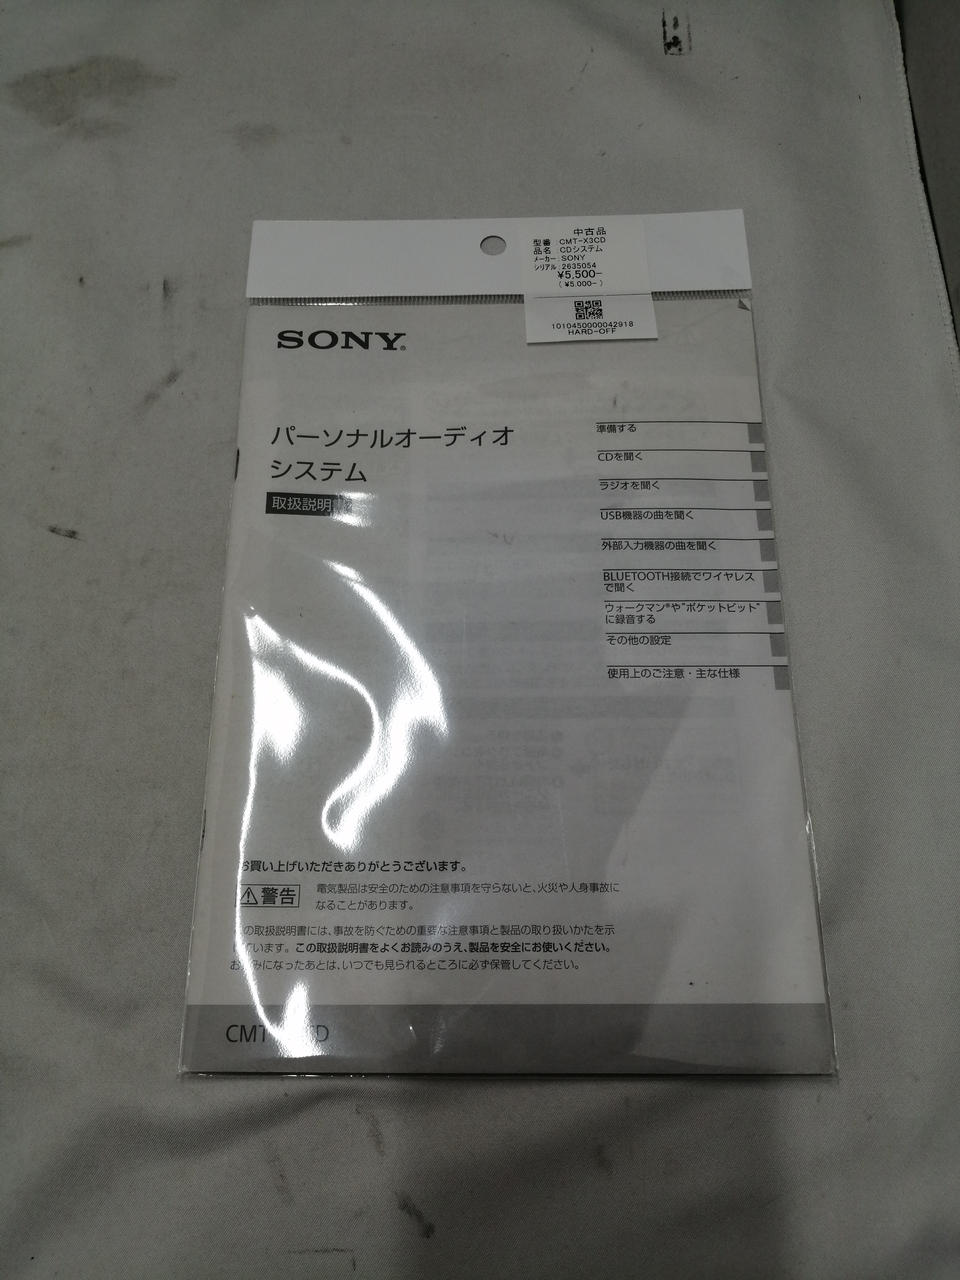 中古品
型番 CMT-X3CD
品名 CDシステム
メーカー SONY
シリアル 2635054
¥5,500-
(¥5,000-)
1010450000042918
HARD-OFF
SONY®
パーソナルオーディオ
システム
取扱説明書
準備する
CDを聞く
ラジオを聞く
USB機器の曲を聞く
外部入力機器の曲を聞く
BLUETOOTH接続でワイヤレス
で聞く
ウォークマン®や"ポケットビット"
に録音する
その他の設定
使用上のご注意・主な仕様
お買い上げいただきありがとうございます。
警告
電気製品は安全のための注意事項を守らないと、火災や人身事故に
なることがあります。
この取扱説明書には、事故を防ぐための重要な注意事項と製品の取り扱いかたを示
しています。この取扱説明書をよくお読みのうえ、製品を安全にお使いください。
お読みになったあとは、いつでも見られるところに必ず保管してください。
CMT-X3CD